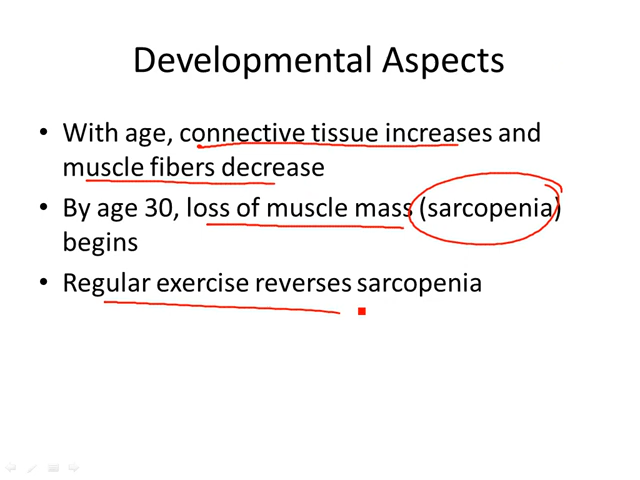 Developmental Aspects
• With age, connective tissue increases and
muscle fibers decrease
• By age 30, loss of muscle mass (sarcopenia)
begins
• Regular exercise reverses sarcopenia